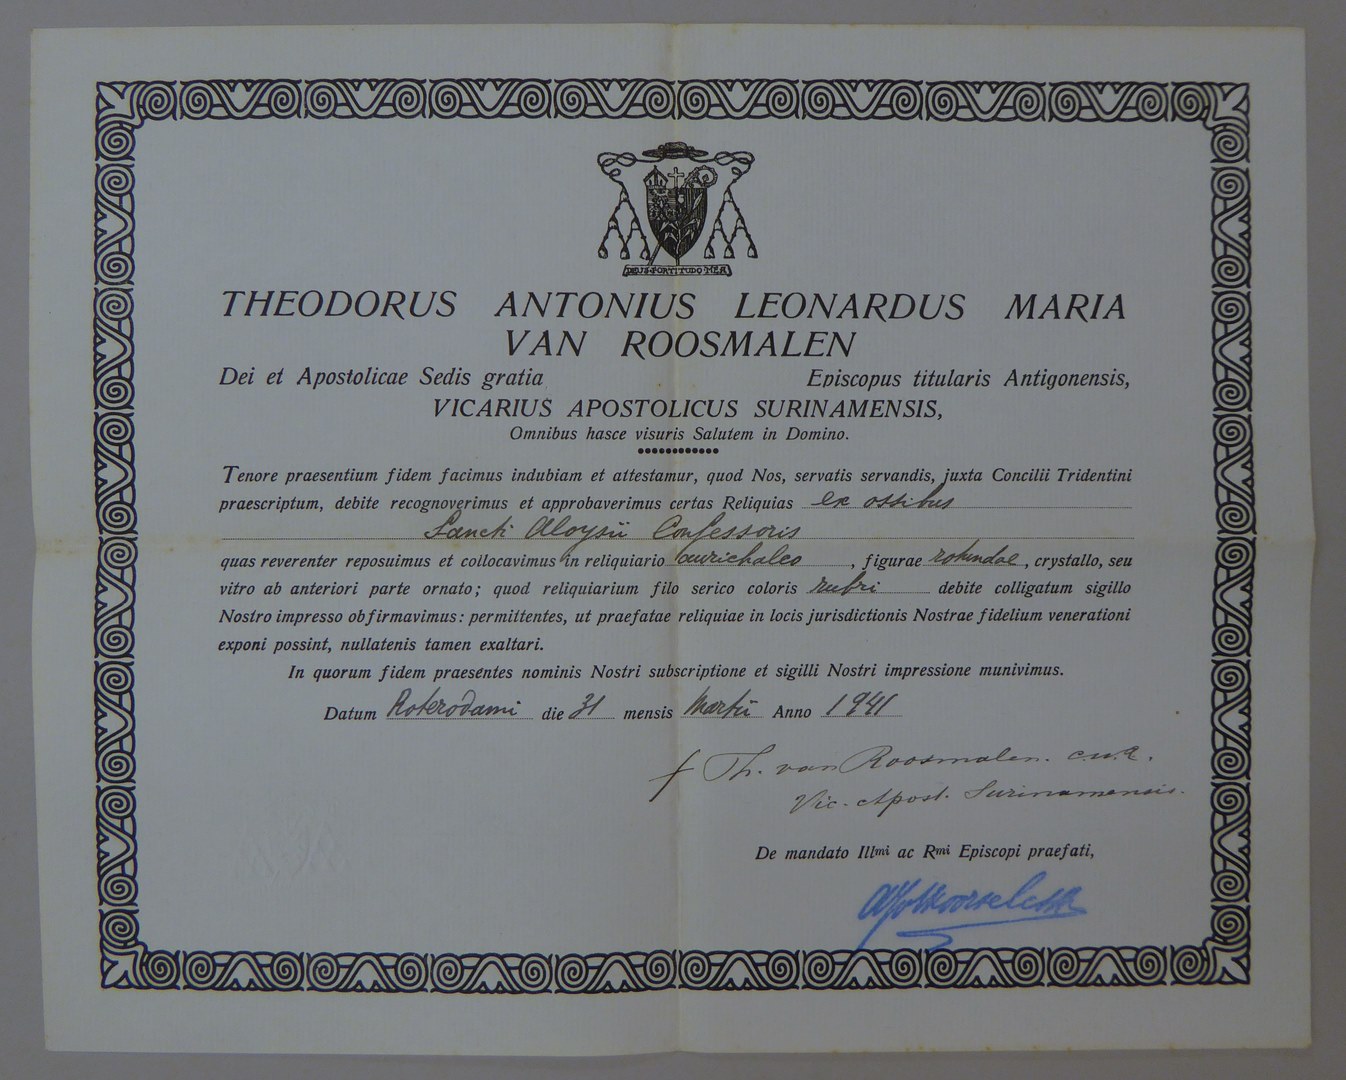 DEUS FORTITUDO MEA
THEODORUS ANTONIUS LEONARDUS MARIA
VAN ROOSMALEN
Dei et Apostolicae Sedis gratia Episcopus titularis Antigonensis,
VICARIUS APOSTOLICUS SURINAMENSIS,
Omnibus hasce visuris Salutem in Domino.
Tenore praesentium fidem facimus indubiam et attestamur, quod Nos, servatis servandis, juxta Concilii Tridentini
praescriptum, debite recognoverimus et approbaverimus certas Reliquias ex ossibus
Sancti Aloysii Confessoris
quas reverenter reposuimus et collocavimus in reliquiario aurichalco, figurae rotundae, crystallo, seu
vitro ab anteriori parte ornato; quod reliquiarium filo serico coloris rubri debite colligatum sigillo
Nostro impresso obfirmavimus: permittentes, ut praefatae reliquiae in locis jurisdictionis Nostrae fidelium venerationi
exponi possint, nullatenis tamen exaltari.
In quorum fidem praesentes nominis Nostri subscriptione et sigilli Nostri impressione munivimus.
Datum Roterodami die 31 mensis Martii Anno 1941
† Th. van Roosmalen. c.ss.R.
Vic. Apost. Surinamensis.
De mandato Illmi ac Rmi Episcopi praefati,